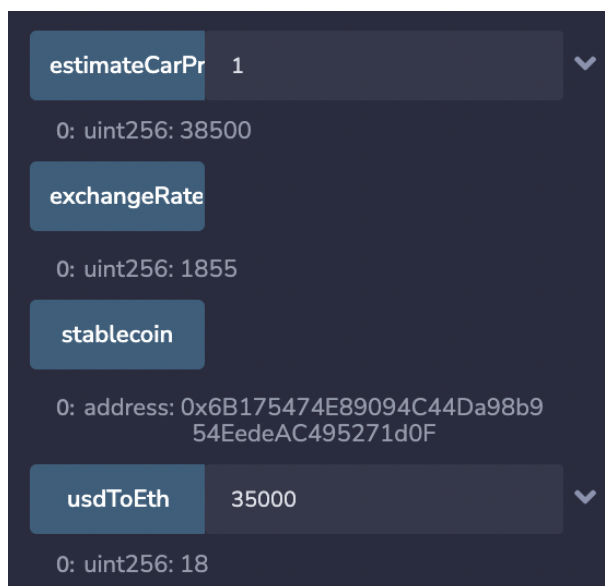 estimateCarPr 1
0: uint256: 38500
exchangeRate
0: uint256: 1855
stablecoin
0: address: 0x6B175474E89094C44Da98b9
54EedeAC495271d0F
usdToEth 35000
0: uint256: 18